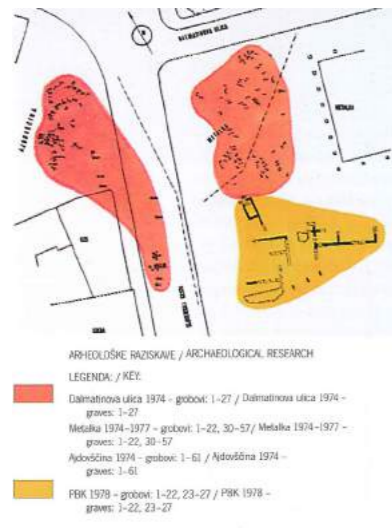 METALKA
ARHEOLOŠKE RAZISKAVE / ARCHAEOLOGICAL RESEARCH
LEGENDA: / KEY:
Dalmatinova ulica 1974 – grobovi: 1–27 / Dalmatinova ulica 1974 –
graves: 1–27
Metalka 1974–1977 – grobovi: 1–22, 30–57/ Metalka 1974–1977 –
graves: 1–22, 30–57
Ajdovščina 1974 – grobovi: 1–61 / Ajdovščina 1974 –
graves: 1–61
PBK 1978 – grobovi: 1–22, 23–27 / PBK 1978 –
graves: 1–22, 23–27